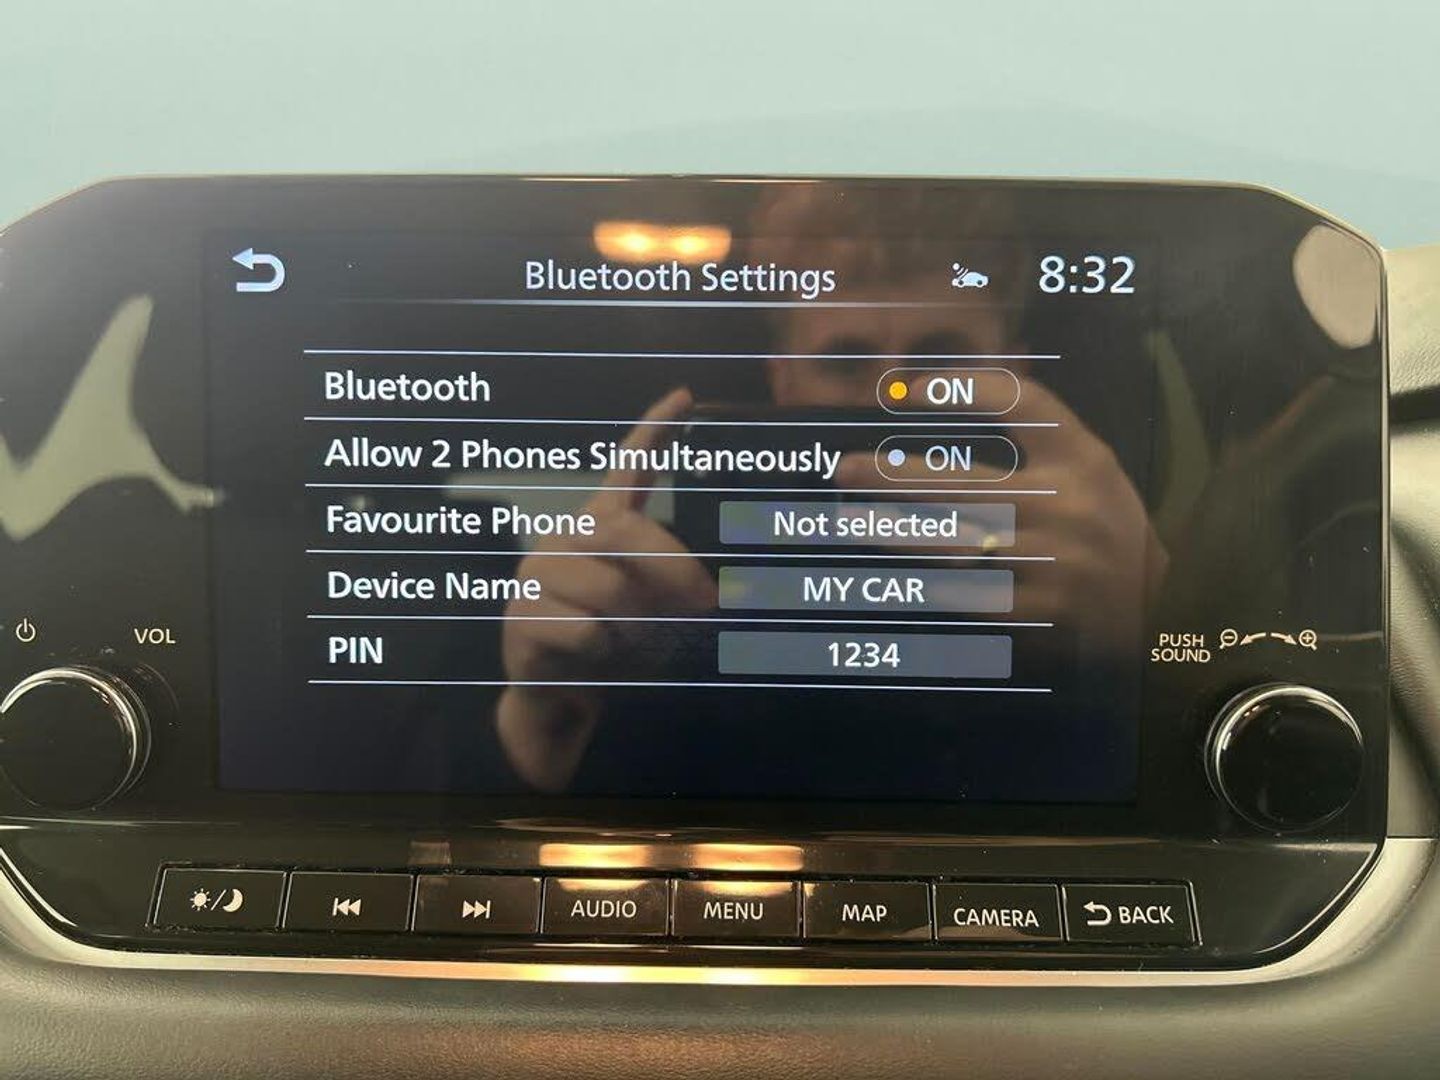 Bluetooth Settings 8:32
Bluetooth ON
Allow 2 Phones Simultaneously ON
Favourite Phone Not selected
Device Name MY CAR
PIN 1234
VOL
PUSH
SOUND
AUDIO MENU MAP CAMERA BACK